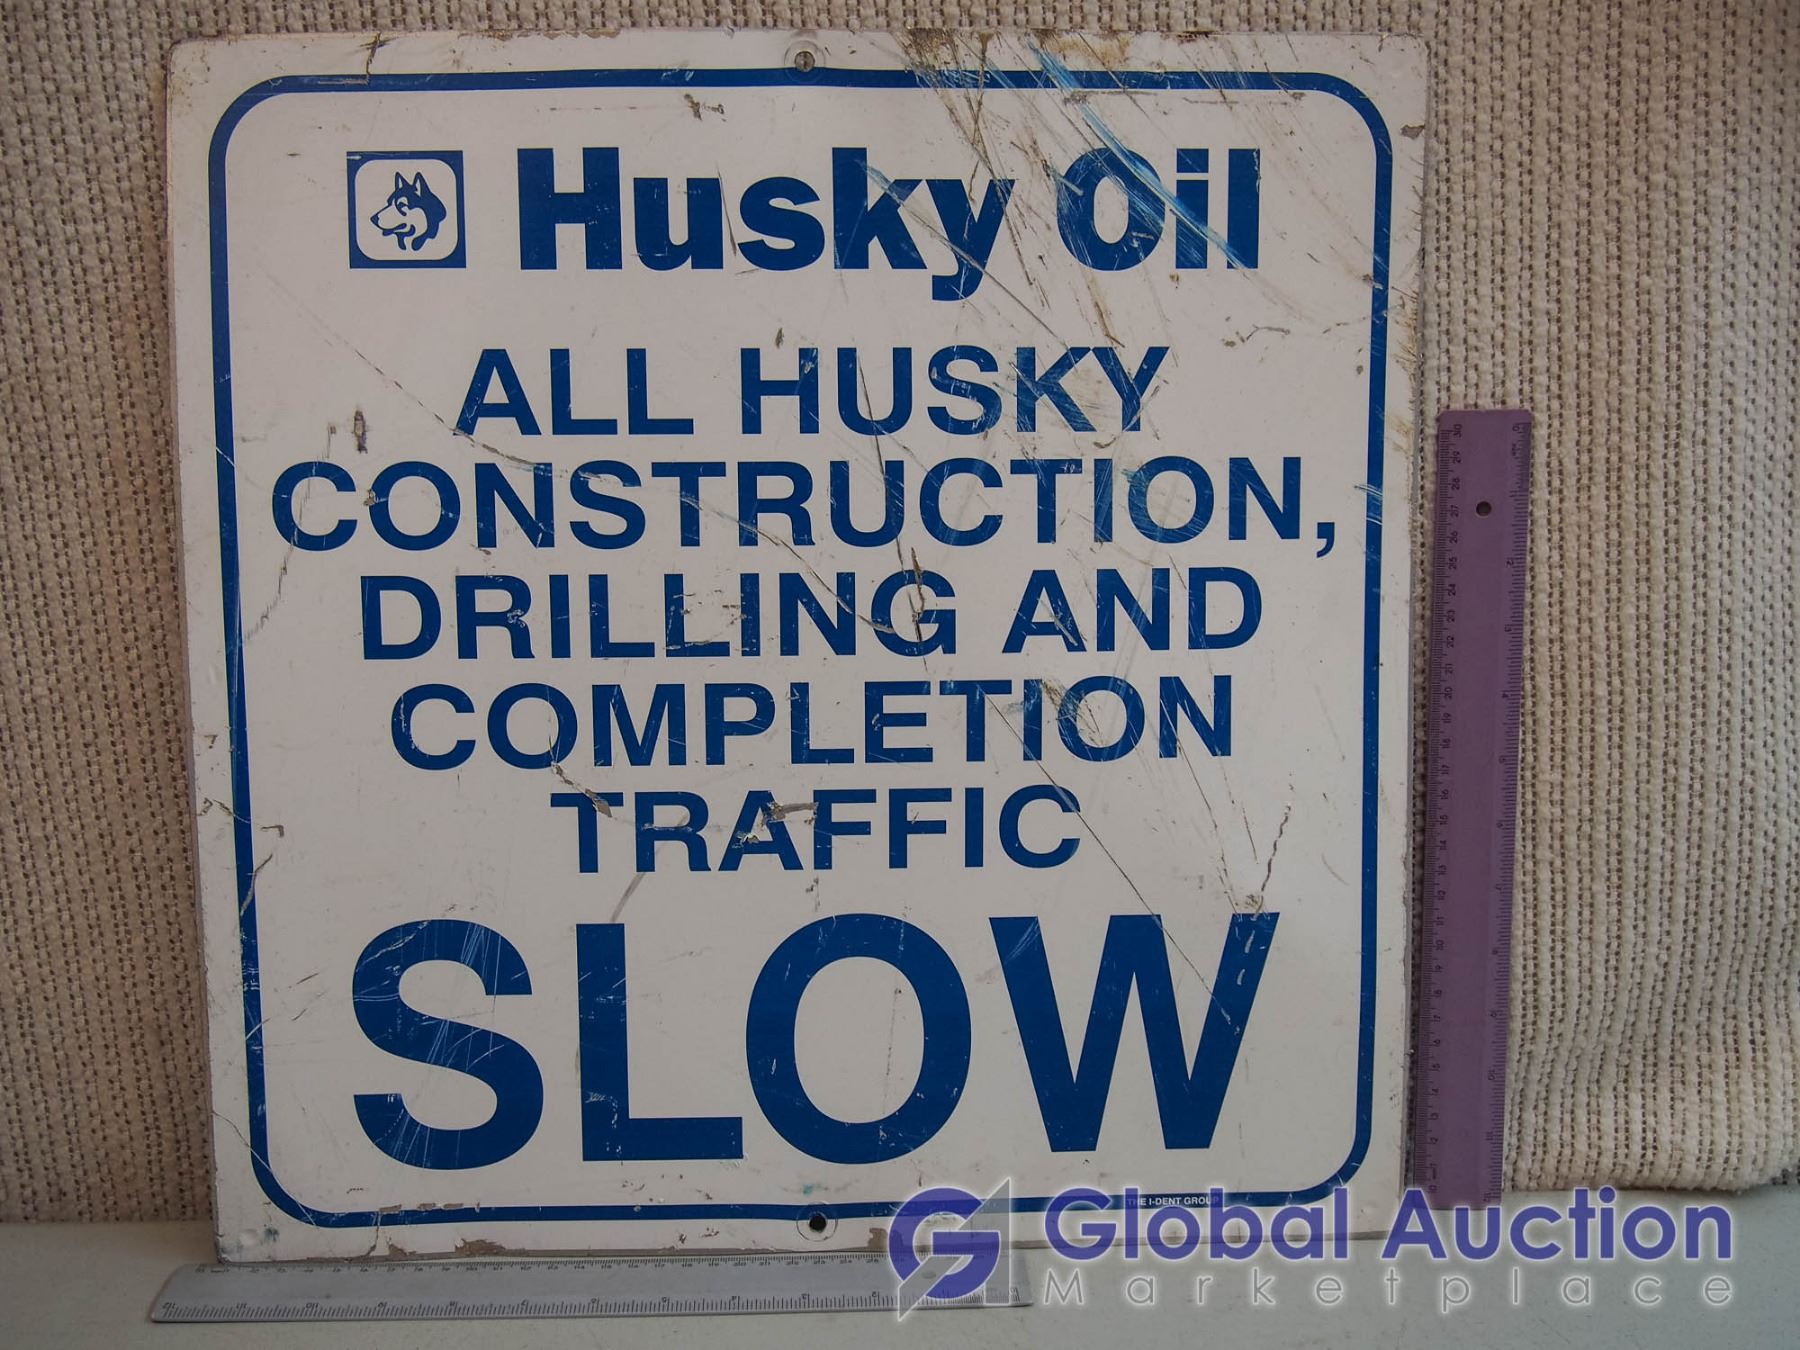 Husky Oil
ALL HUSKY
CONSTRUCTION,
DRILLING AND
COMPLETION
TRAFFIC
SLOW
THE I-DENT GROUP
Global Auction
Marketplace